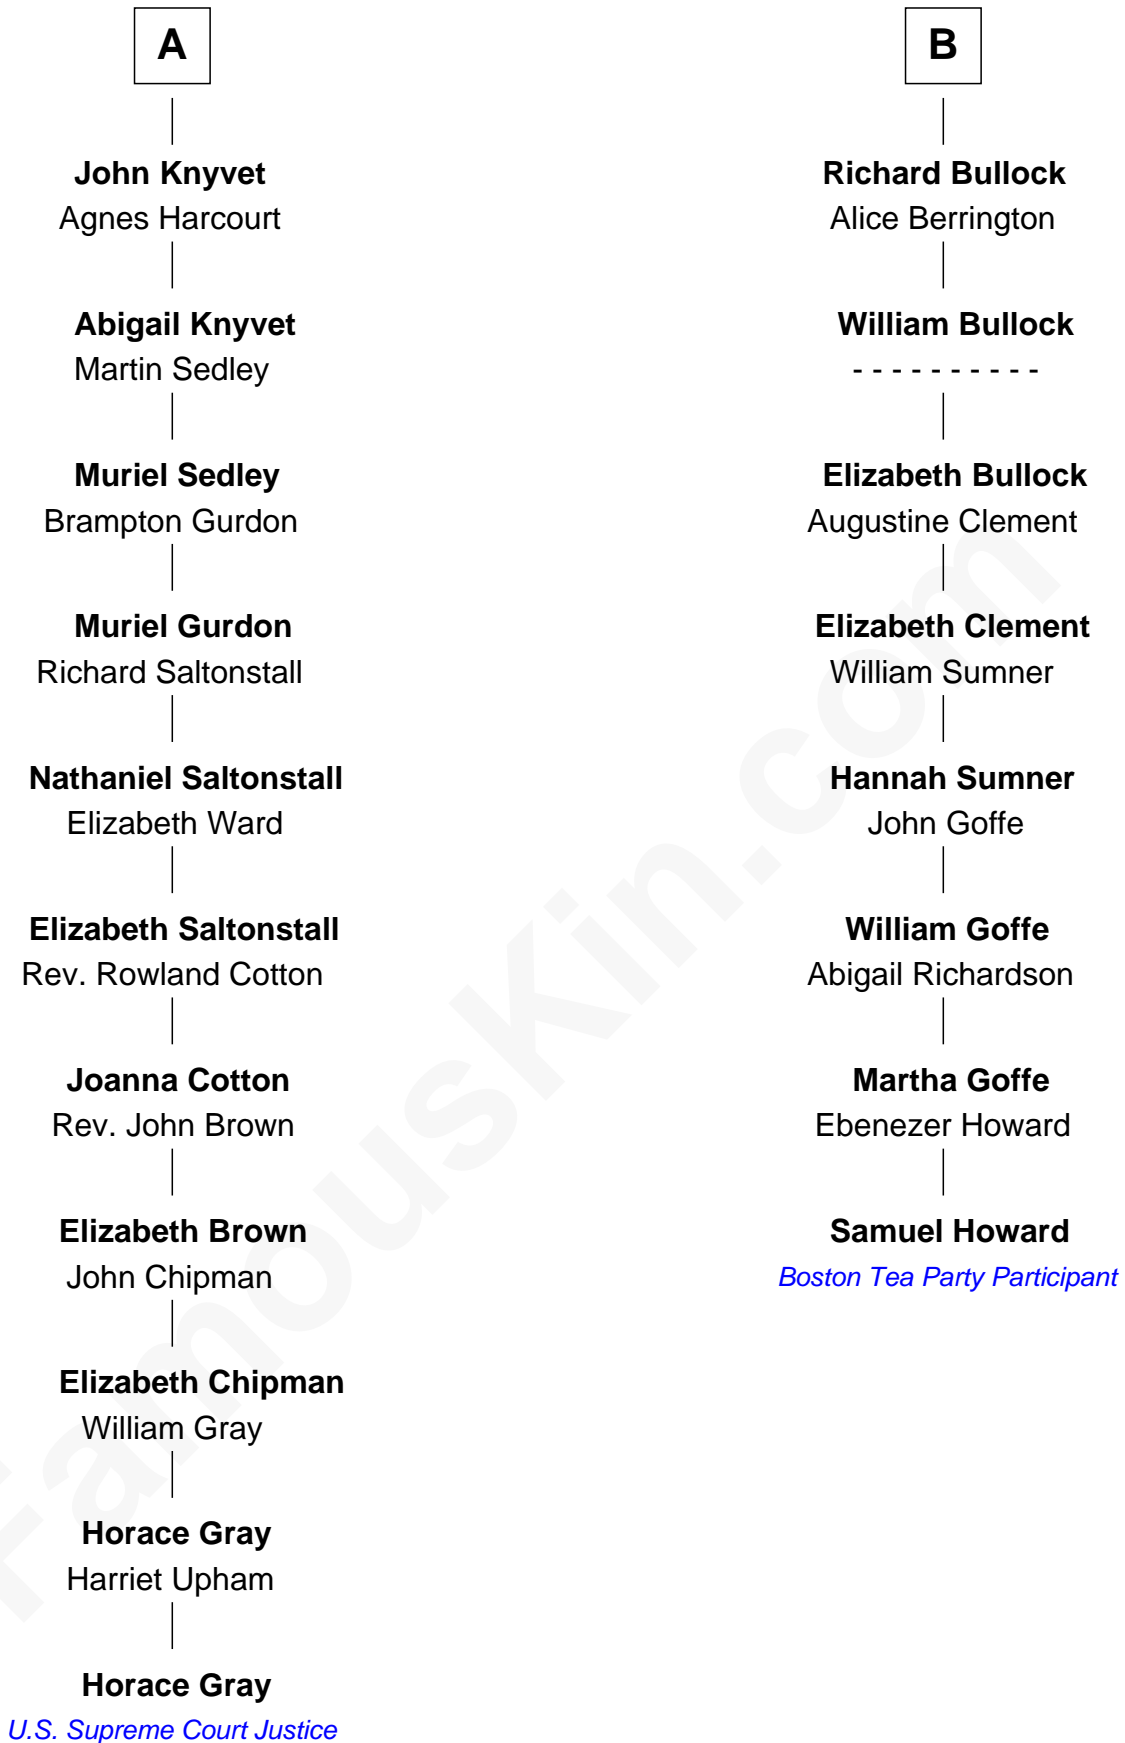 A
John Knyvet
Agnes Harcourt
Abigail Knyvet
Martin Sedley
Muriel Sedley
Brampton Gurdon
Muriel Gurdon
Richard Saltonstall
Nathaniel Saltonstall
Elizabeth Ward
Elizabeth Saltonstall
Rev. Rowland Cotton
Joanna Cotton
Rev. John Brown
Elizabeth Brown
John Chipman
Elizabeth Chipman
William Gray
Horace Gray
Harriet Upham
Horace Gray
U.S. Supreme Court Justice
B
Richard Bullock
Alice Berrington
William Bullock
- - - - - - - - - -
Elizabeth Bullock
Augustine Clement
Elizabeth Clement
William Sumner
Hannah Sumner
John Goffe
William Goffe
Abigail Richardson
Martha Goffe
Ebenezer Howard
Samuel Howard
Boston Tea Party Participant
FamousKin.com